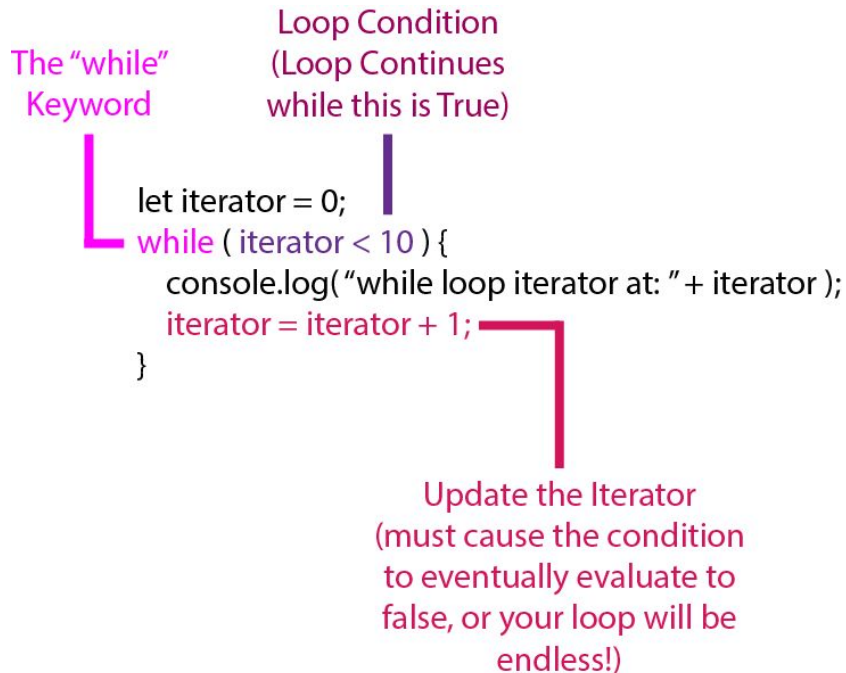 Loop Condition
(Loop Continues
while this is True)
The “while”
Keyword
let iterator = 0;
while ( iterator < 10 ) {
console.log( “while loop iterator at: ” + iterator );
iterator = iterator + 1;
}
Update the Iterator
(must cause the condition
to eventually evaluate to
false, or your loop will be
endless!)